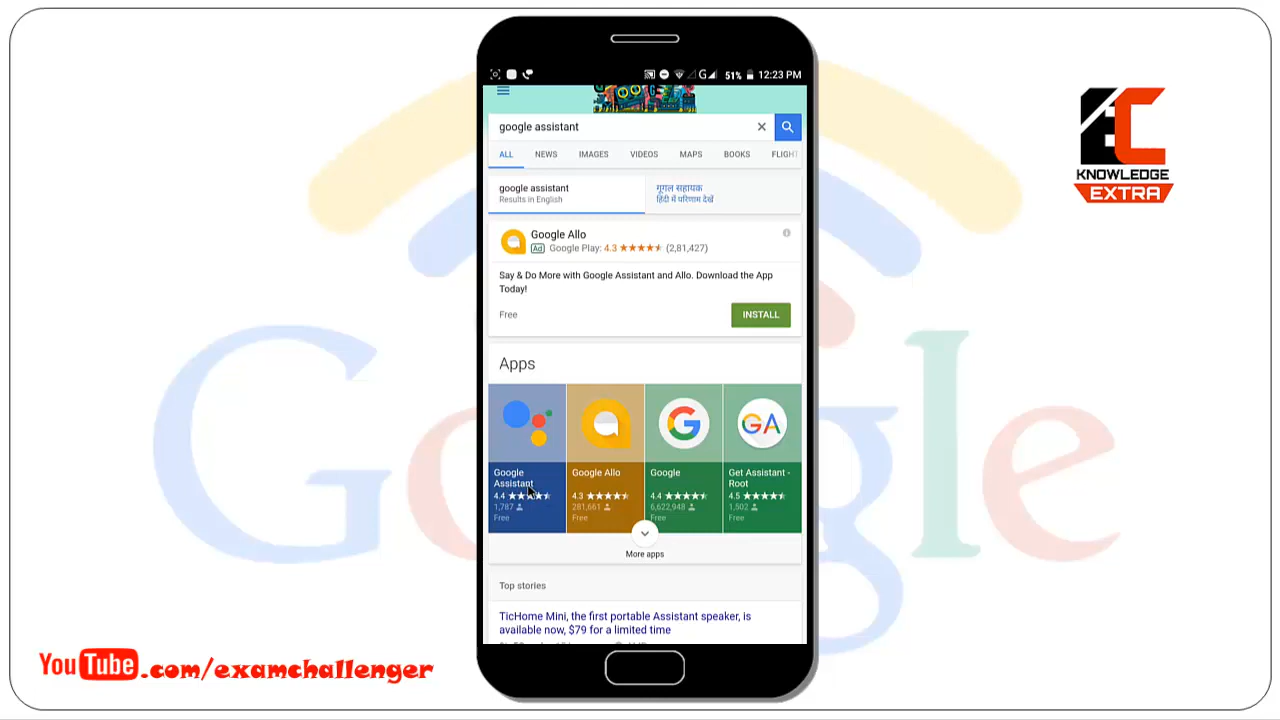 51% 12:23 PM
google assistant
ALL NEWS IMAGES VIDEOS MAPS BOOKS FLIGHT
google assistant
Results in English
गूगल सहायक
हिंदी में परिणाम देखें
Google Allo
Ad Google Play: 4.3 (2,81,427)
Say & Do More with Google Assistant and Allo. Download the App
Today!
Free
INSTALL
Apps
GA
Google
Assistant
4.4
1,787
Free
Google Allo
4.3
281,661
Free
Google
4.4
6,622,948
Free
Get Assistant -
Root
4.5
1,502
Free
More apps
Top stories
TicHome Mini, the first portable Assistant speaker, is
available now, $79 for a limited time
EC
KNOWLEDGE
EXTRA
Google
YouTube.com/examchallenger